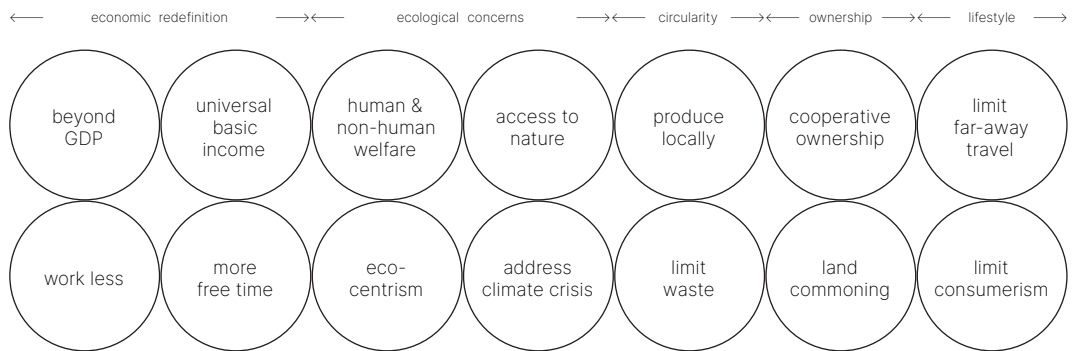 economic redefinition
ecological concerns
circularity
ownership
lifestyle
beyond
GDP
universal
basic
income
human &
non-human
welfare
access to
nature
produce
locally
cooperative
ownership
limit
far-away
travel
work less
more
free time
eco-
centrism
address
climate crisis
limit
waste
land
commoning
limit
consumerism